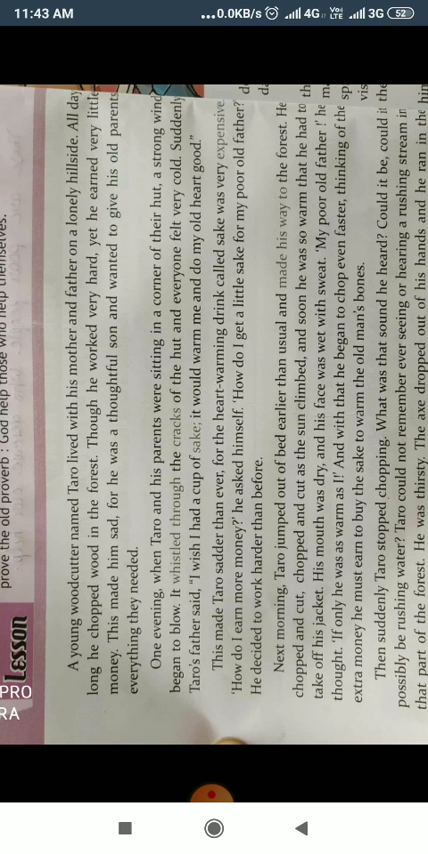 11:43 AM
...0.0KB/s 4G Vo LTE 3G 52
prove the old proverb : God help those who help themselves.
Lesson
PRO
RA
A young woodcutter named Taro lived with his mother and father on a lonely hillside. All day
long he chopped wood in the forest. Though he worked very hard, yet he earned very little
money. This made him sad, for he was a thoughtful son and wanted to give his old parents
everything they needed.
One evening, when Taro and his parents were sitting in a corner of their hut, a strong wind
began to blow. It whistled through the cracks of the hut and everyone felt very cold. Suddenly
Taro's father said, "I wish I had a cup of sake; it would warm me and do my old heart good."
This made Taro sadder than ever, for the heart-warming drink called sake was very expensive.
'How do I earn more money?' he asked himself. 'How do I get a little sake for my poor old father?'
He decided to work harder than before.
Next morning, Taro jumped out of bed earlier than usual and made his way to the forest. He
chopped and cut, chopped and cut as the sun climbed, and soon he was so warm that he had to
take off his jacket. His mouth was dry, and his face was wet with sweat. 'My poor old father !' he
thought. 'If only he was as warm as I!' And with that he began to chop even faster, thinking of the
extra money he must earn to buy the sake to warm the old man's bones.
Then suddenly Taro stopped chopping. What was that sound he heard? Could it be, could it
possibly be rushing water? Taro could not remember ever seeing or hearing a rushing stream in
that part of the forest. He was thirsty. The axe dropped out of his hands and he ran in the